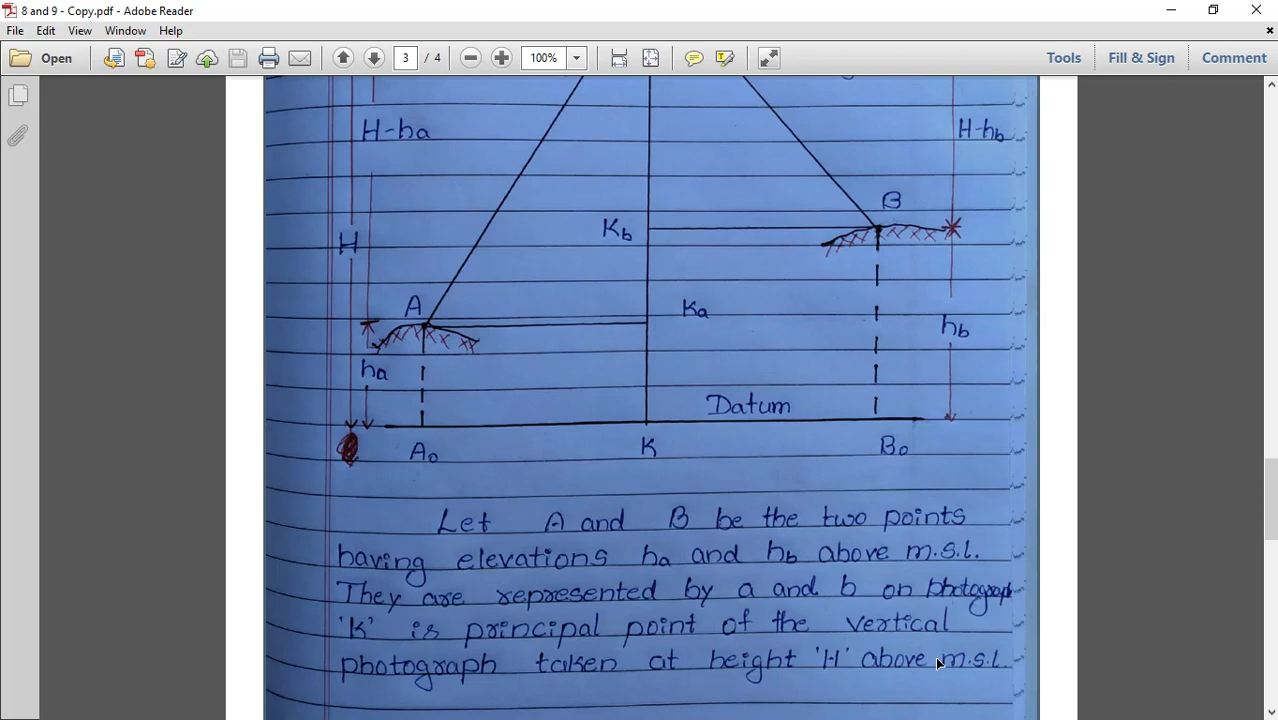 8 and 9 - Copy.pdf - Adobe Reader
File Edit View Window Help
Open 3 / 4 100% Tools Fill & Sign Comment
H-ha H-hb
B
Kb
H
A Ka
hb
ha
Datum
A₀ K B₀
Let A and B be the two points
having elevations ha and hb above m.s.l.
They are represented by a and b on photograph
'K' is principal point of the vertical
photograph taken at height 'H' above m.s.l.